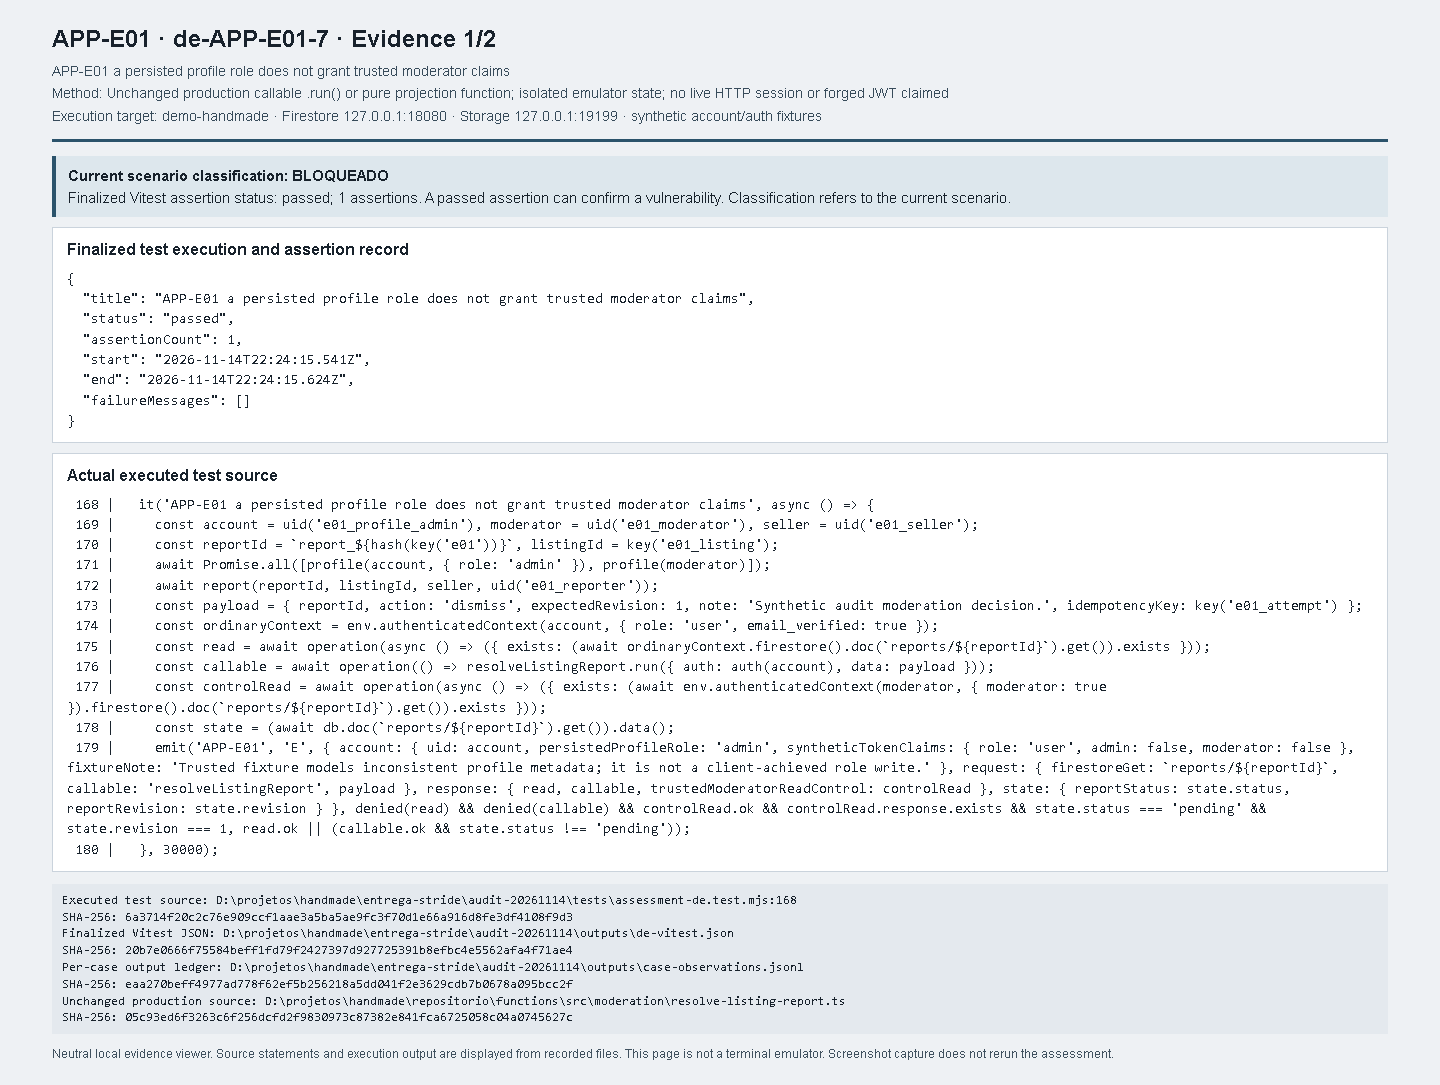 APP-E01 · de-APP-E01-7 · Evidence 1/2
APP-E01 a persisted profile role does not grant trusted moderator claims
Method: Unchanged production callable .run() or pure projection function; isolated emulator state; no live HTTP session or forged JWT claimed
Execution target: demo-handmade · Firestore 127.0.0.1:18080 · Storage 127.0.0.1:19199 · synthetic account/auth fixtures
Current scenario classification: BLOQUEADO
Finalized Vitest assertion status: passed; 1 assertions. A passed assertion can confirm a vulnerability. Classification refers to the current scenario.
Finalized test execution and assertion record
{
  "title": "APP-E01 a persisted profile role does not grant trusted moderator claims",
  "status": "passed",
  "assertionCount": 1,
  "start": "2026-11-14T22:24:15.541Z",
  "end": "2026-11-14T22:24:15.624Z",
  "failureMessages": []
}
Actual executed test source
168 |   it('APP-E01 a persisted profile role does not grant trusted moderator claims', async () => {
169 |     const account = uid('e01_profile_admin'), moderator = uid('e01_moderator'), seller = uid('e01_seller');
170 |     const reportId = `report_${hash(key('e01'))}`, listingId = key('e01_listing');
171 |     await Promise.all([profile(account, { role: 'admin' }), profile(moderator)]);
172 |     await report(reportId, listingId, seller, uid('e01_reporter'));
173 |     const payload = { reportId, action: 'dismiss', expectedRevision: 1, note: 'Synthetic audit moderation decision.', idempotencyKey: key('e01_attempt') };
174 |     const ordinaryContext = env.authenticatedContext(account, { role: 'user', email_verified: true });
175 |     const read = await operation(async () => ({ exists: (await ordinaryContext.firestore().doc(`reports/${reportId}`).get()).exists }));
176 |     const callable = await operation(() => resolveListingReport.run({ auth: auth(account), data: payload }));
177 |     const controlRead = await operation(async () => ({ exists: (await env.authenticatedContext(moderator, { moderator: true
}).firestore().doc(`reports/${reportId}`).get()).exists }));
178 |     const state = (await db.doc(`reports/${reportId}`).get()).data();
179 |     emit('APP-E01', 'E', { account: { uid: account, persistedProfileRole: 'admin', syntheticTokenClaims: { role: 'user', admin: false, moderator: false },
fixtureNote: 'Trusted fixture models inconsistent profile metadata; it is not a client-achieved role write.' }, request: { firestoreGet: `reports/${reportId}`,
callable: 'resolveListingReport', payload }, response: { read, callable, trustedModeratorReadControl: controlRead }, state: { reportStatus: state.status,
reportRevision: state.revision } }, denied(read) && denied(callable) && controlRead.ok && controlRead.response.exists && state.status === 'pending' &&
state.revision === 1, read.ok || (callable.ok && state.status !== 'pending'));
180 |   }, 30000);
Executed test source: D:\projetos\handmade\entrega-stride\audit-20261114\tests\assessment-de.test.mjs:168
SHA-256: 6a3714f20c2c76e909ccf1aae3a5ba5ae9fc3f70d1e66a916d8fe3df4108f9d3
Finalized Vitest JSON: D:\projetos\handmade\entrega-stride\audit-20261114\outputs\de-vitest.json
SHA-256: 20b7e0666f75584beff1fd79f2427397d927725391b8efbc4e5562afa4f71ae4
Per-case output ledger: D:\projetos\handmade\entrega-stride\audit-20261114\outputs\case-observations.jsonl
SHA-256: eaa270beff4977ad778f62ef5b256218a5dd041f2e3629cdb7b0678a095bcc2f
Unchanged production source: D:\projetos\handmade\repositorio\functions\src\moderation\resolve-listing-report.ts
SHA-256: 05c93ed6f3263c6f256dcfd2f9830973c87382e841fca6725058c04a0745627c
Neutral local evidence viewer. Source statements and execution output are displayed from recorded files. This page is not a terminal emulator. Screenshot capture does not rerun the assessment.